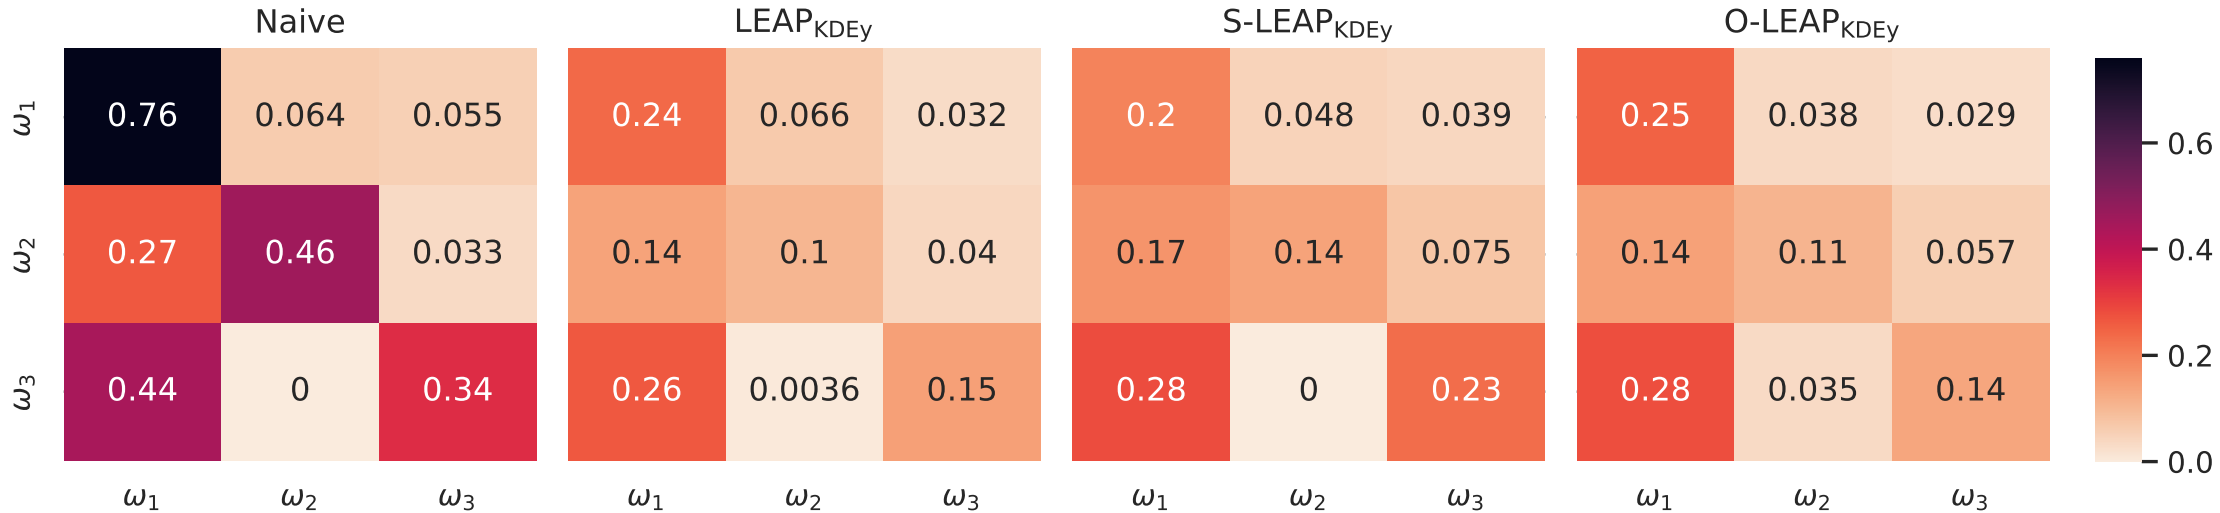 Naive LEAP_KDEy S-LEAP_KDEy O-LEAP_KDEy
ω₁ 0.76 0.064 0.055 0.24 0.066 0.032 0.2 0.048 0.039 0.25 0.038 0.029
0.6
ω₂ 0.27 0.46 0.033 0.14 0.1 0.04 0.17 0.14 0.075 0.14 0.11 0.057
0.4
0.2
ω₃ 0.44 0 0.34 0.26 0.0036 0.15 0.28 0 0.23 0.28 0.035 0.14
0.0
ω₁ ω₂ ω₃ ω₁ ω₂ ω₃ ω₁ ω₂ ω₃ ω₁ ω₂ ω₃